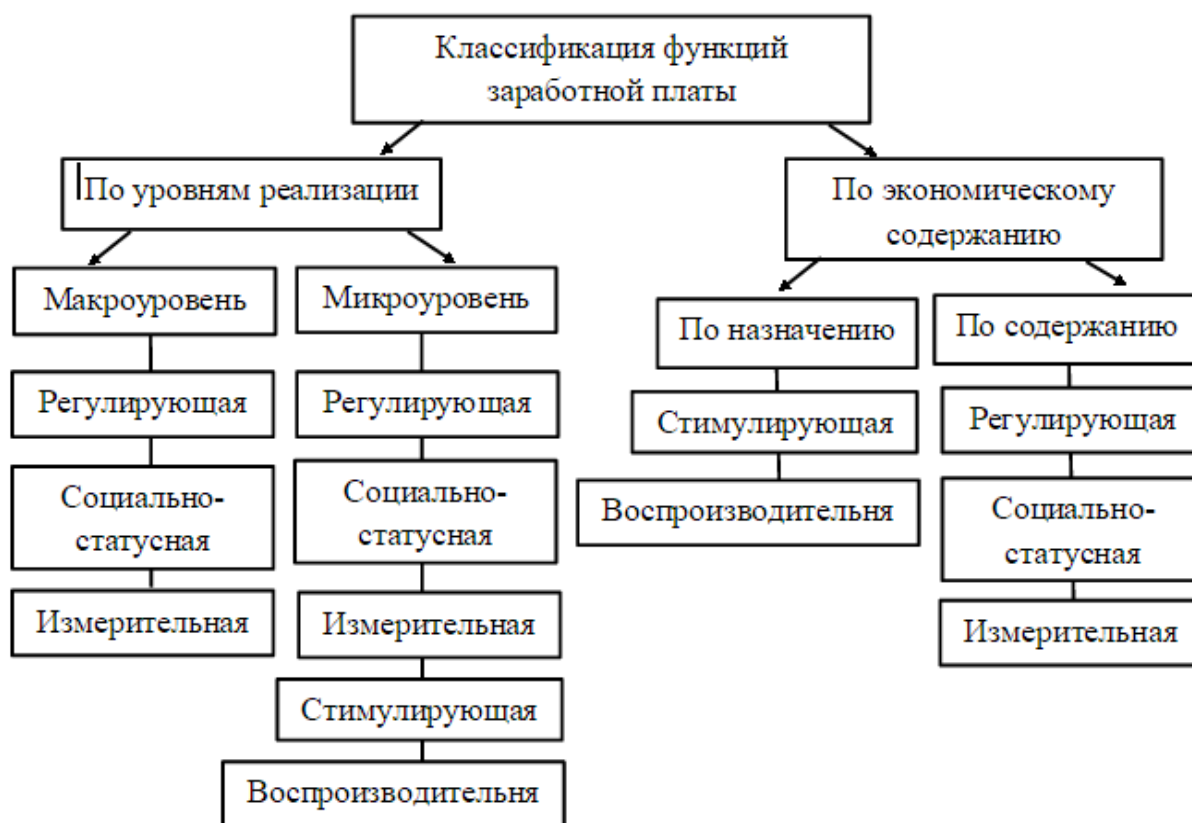 Классификация функций
заработной платы
По уровням реализации
По экономическому
содержанию
Макроуровень
Микроуровень
По назначению
По содержанию
Регулирующая
Регулирующая
Стимулирующая
Регулирующая
Социально-
статусная
Социально-
статусная
Воспроизводительня
Социально-
статусная
Измерительная
Измерительная
Измерительная
Стимулирующая
Воспроизводительня